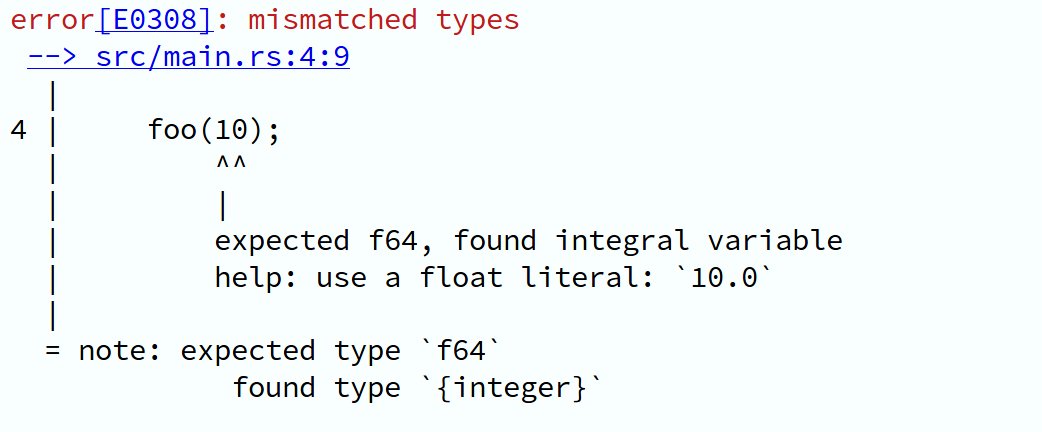 error[E0308]: mismatched types
 --> src/main.rs:4:9
  |
4 |     foo(10);
  |         ^^
  |         |
  |         expected f64, found integral variable
  |         help: use a float literal: `10.0`
  |
  = note: expected type `f64`
             found type `{integer}`